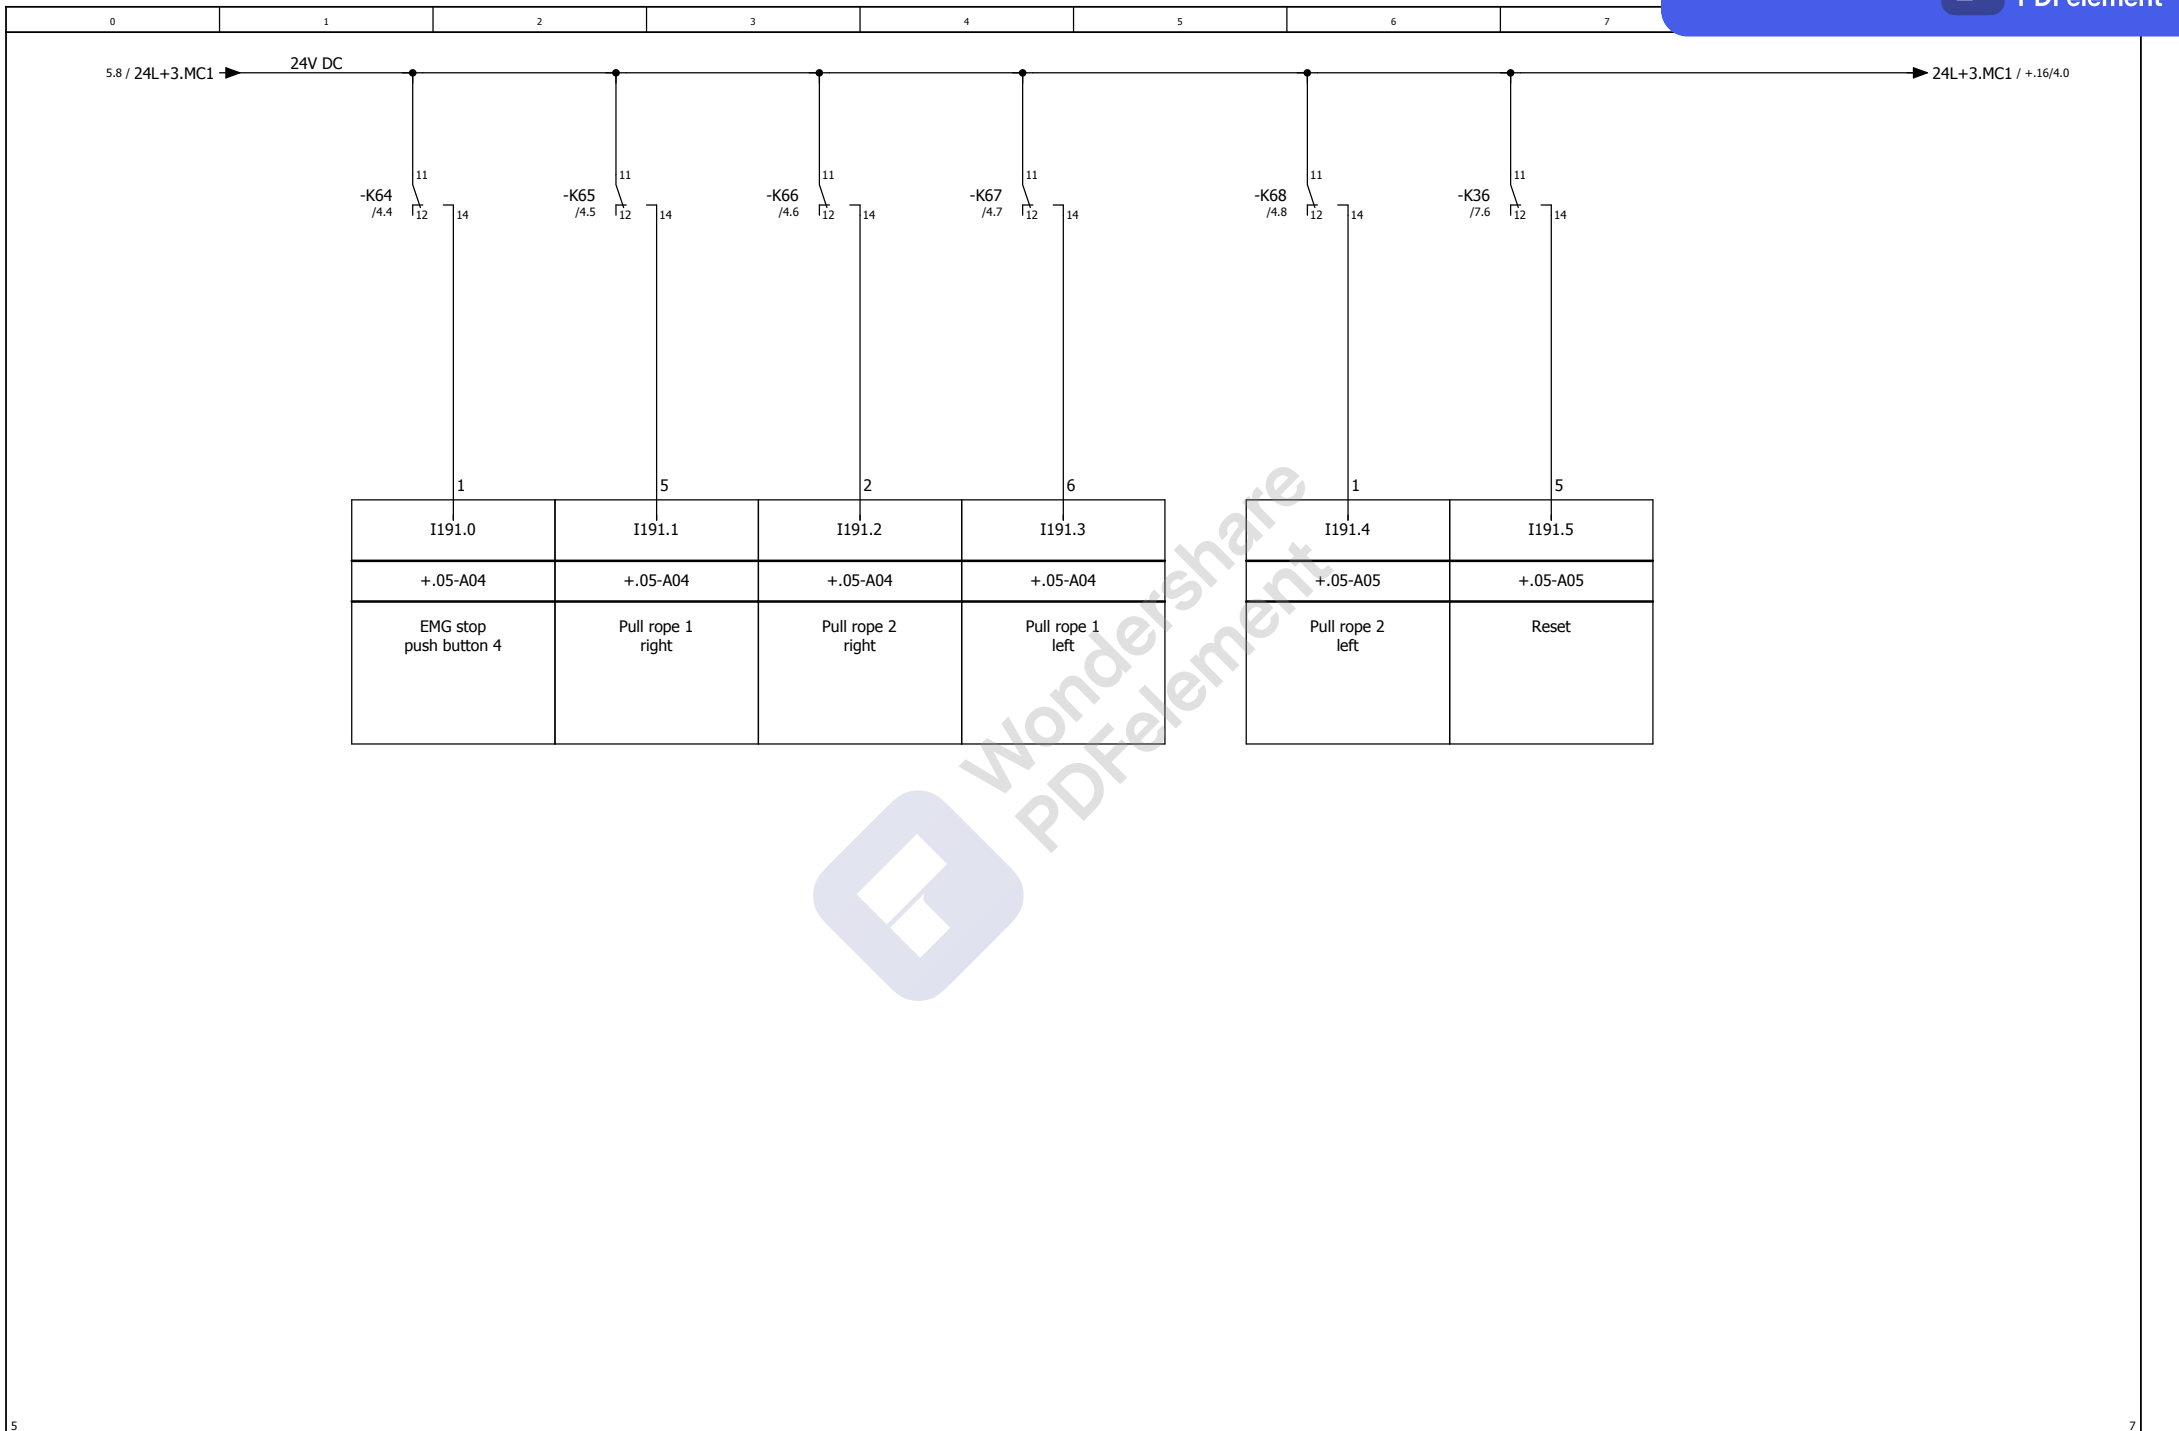 0 1 2 3 4 5 6 7
PDFelement
5.8 / 24L+3.MC1 24V DC 24L+3.MC1 / +.16/4.0
11 11 11 11 11 11
-K64 -K65 -K66 -K67 -K68 -K36
/4.4 12 14 /4.5 12 14 /4.6 12 14 /4.7 12 14 /4.8 12 14 /7.6 12 14
1 5 2 6 1 5
I191.0 I191.1 I191.2 I191.3 I191.4 I191.5
+.05-A04 +.05-A04 +.05-A04 +.05-A04 +.05-A05 +.05-A05
EMG stop Pull rope 1 Pull rope 2 Pull rope 1 Pull rope 2 Reset
push button 4 right right left left
Wondershare
PDFelement
5 7